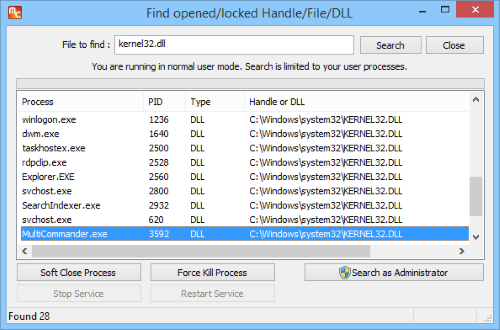 Find opened/locked Handle/File/DLL
File to find : kernel32.dll Search Close
You are running in normal user mode. Search is limited to your user processes.
Process PID Type Handle or DLL
winlogon.exe 1236 DLL C:\Windows\system32\KERNEL32.DLL
dwm.exe 1640 DLL C:\Windows\system32\KERNEL32.DLL
taskhostex.exe 2500 DLL C:\Windows\system32\KERNEL32.DLL
rdpclip.exe 2528 DLL C:\Windows\system32\KERNEL32.DLL
Explorer.EXE 2560 DLL C:\Windows\system32\KERNEL32.DLL
svchost.exe 2800 DLL C:\Windows\system32\KERNEL32.DLL
SearchIndexer.exe 2932 DLL C:\Windows\system32\KERNEL32.DLL
svchost.exe 620 DLL C:\Windows\system32\KERNEL32.DLL
MultiCommander.exe 3592 DLL C:\Windows\system32\KERNEL32.DLL
Soft Close Process Force Kill Process Search as Administrator
Stop Service Restart Service
Found 28